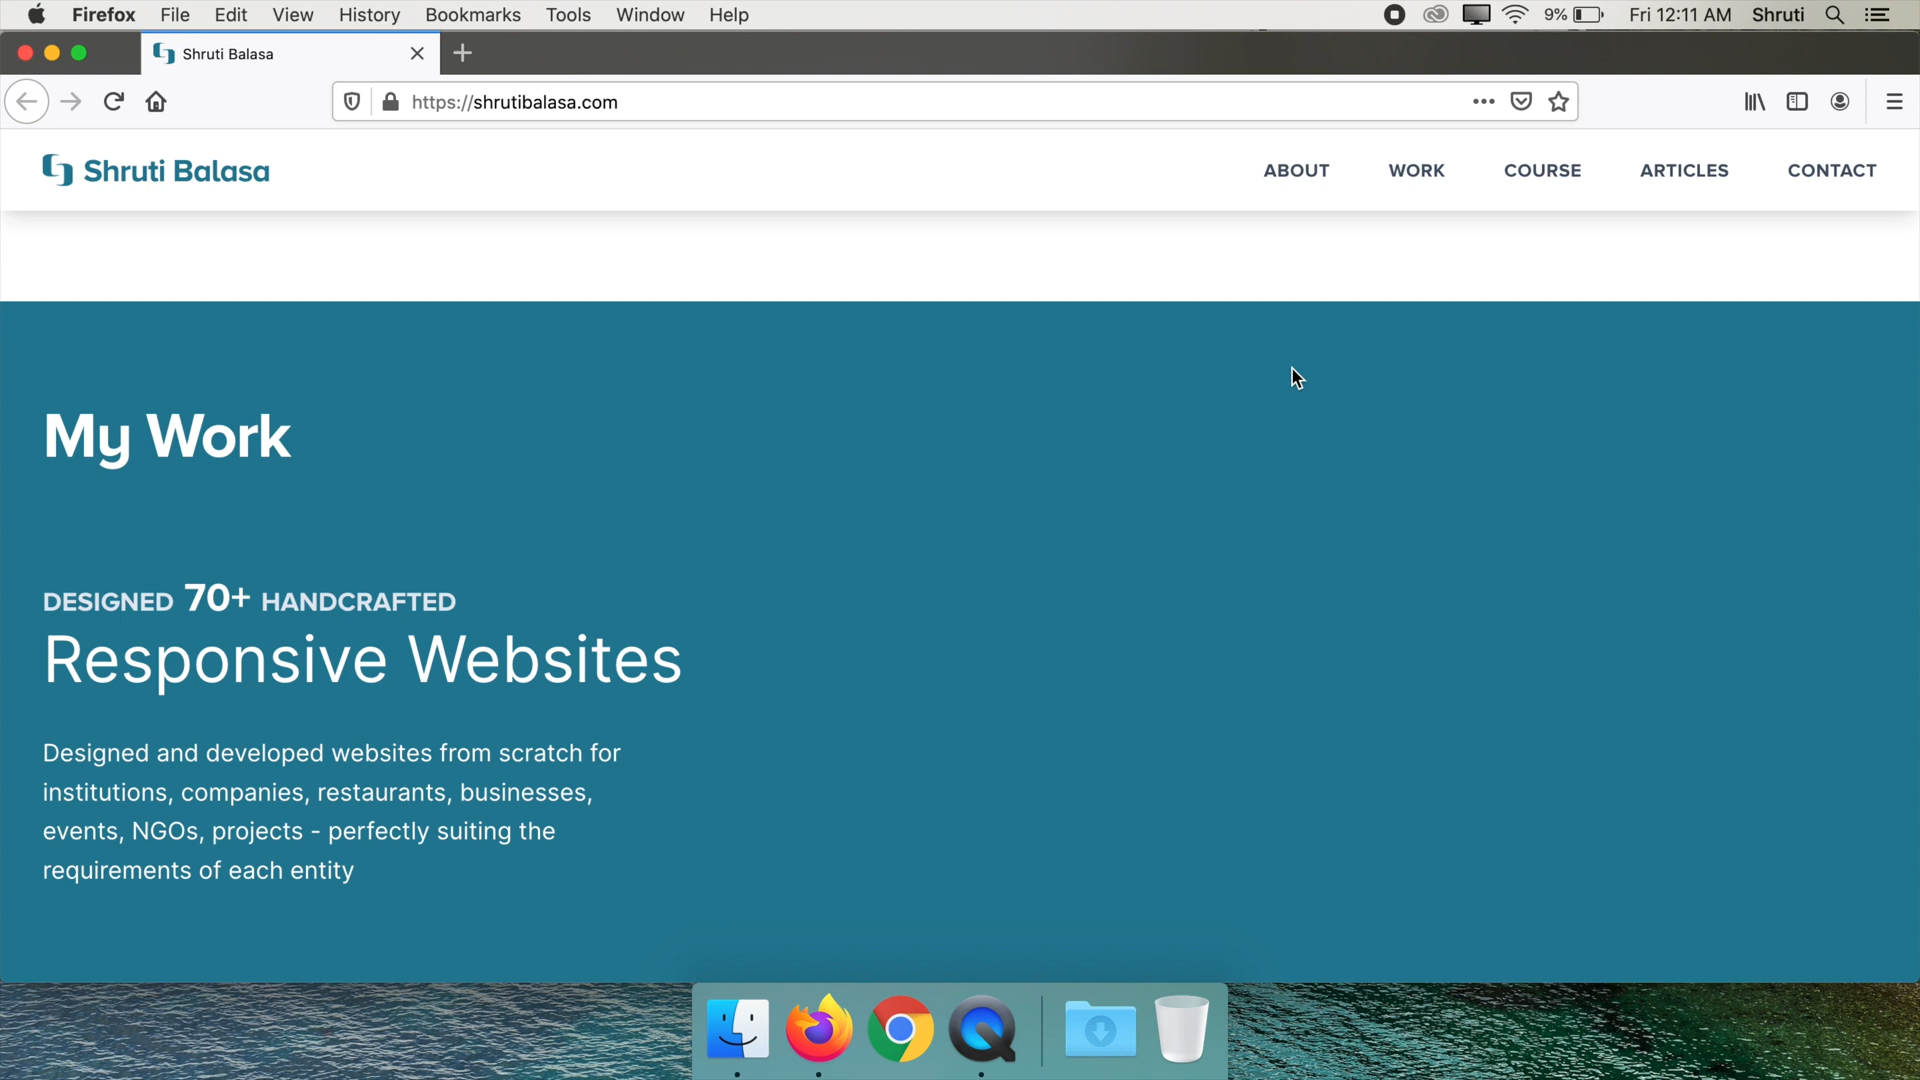 Firefox File Edit View History Bookmarks Tools Window Help 9% Fri 12:11 AM Shruti
Shruti Balasa
https://shrutibalasa.com
Shruti Balasa ABOUT WORK COURSE ARTICLES CONTACT
My Work
DESIGNED 70+ HANDCRAFTED
Responsive Websites
Designed and developed websites from scratch for
institutions, companies, restaurants, businesses,
events, NGOs, projects - perfectly suiting the
requirements of each entity